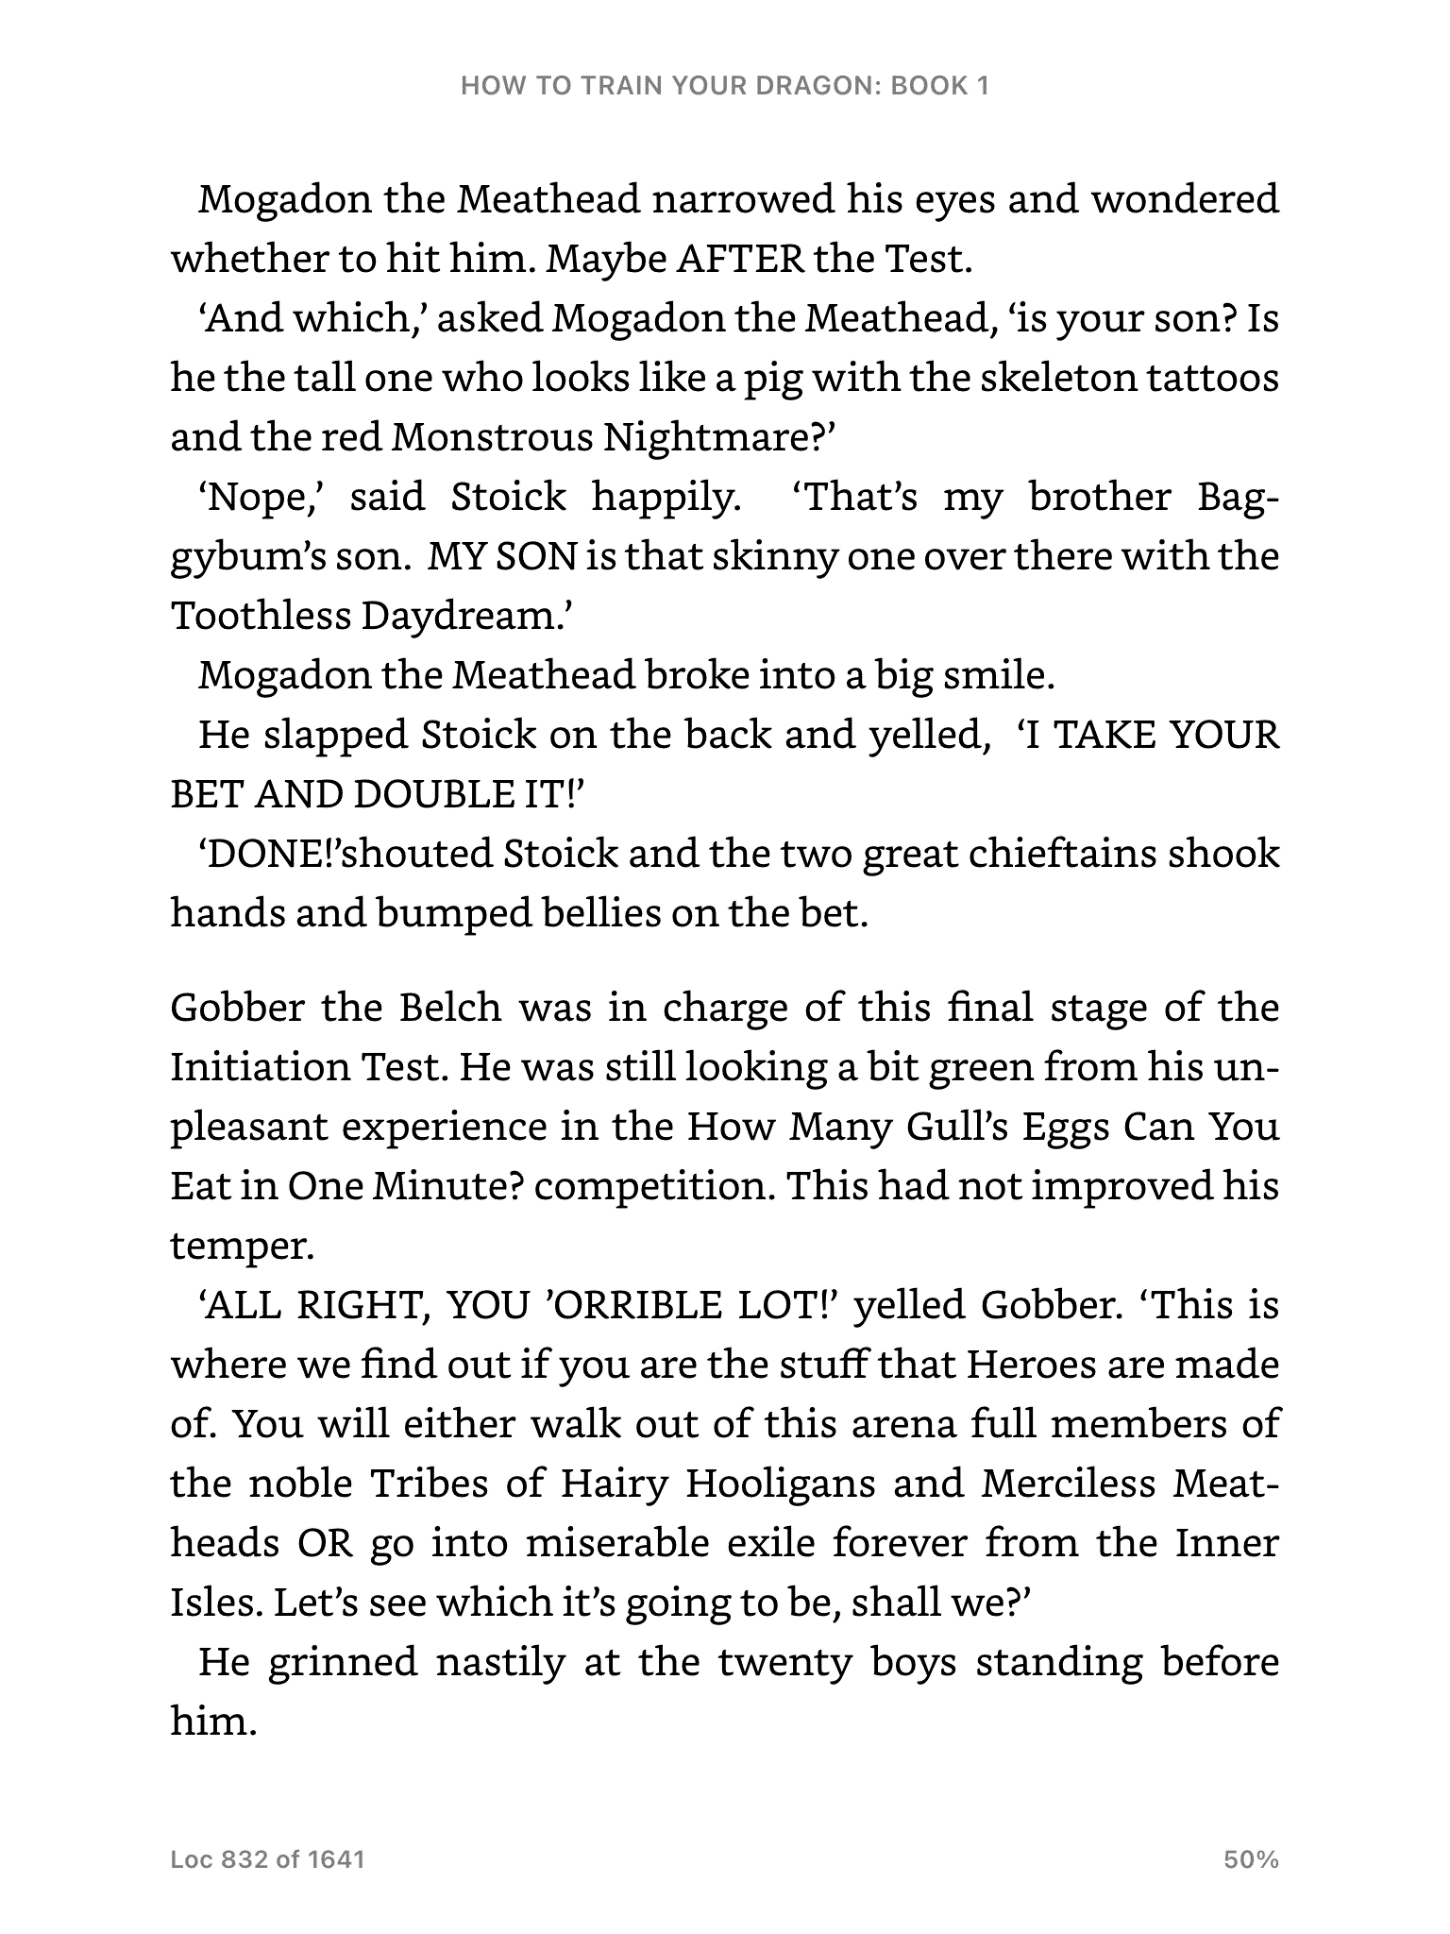 HOW TO TRAIN YOUR DRAGON: BOOK 1
Mogadon the Meathead narrowed his eyes and wondered
whether to hit him. Maybe AFTER the Test.
‘And which,’ asked Mogadon the Meathead, ‘is your son? Is
he the tall one who looks like a pig with the skeleton tattoos
and the red Monstrous Nightmare?’
‘Nope,’ said Stoick happily. ‘That’s my brother Bag-
gybum’s son. MY SON is that skinny one over there with the
Toothless Daydream.’
Mogadon the Meathead broke into a big smile.
He slapped Stoick on the back and yelled, ‘I TAKE YOUR
BET AND DOUBLE IT!’
‘DONE!’shouted Stoick and the two great chieftains shook
hands and bumped bellies on the bet.
Gobber the Belch was in charge of this final stage of the
Initiation Test. He was still looking a bit green from his un-
pleasant experience in the How Many Gull’s Eggs Can You
Eat in One Minute? competition. This had not improved his
temper.
‘ALL RIGHT, YOU ’ORRIBLE LOT!’ yelled Gobber. ‘This is
where we find out if you are the stuff that Heroes are made
of. You will either walk out of this arena full members of
the noble Tribes of Hairy Hooligans and Merciless Meat-
heads OR go into miserable exile forever from the Inner
Isles. Let’s see which it’s going to be, shall we?’
He grinned nastily at the twenty boys standing before
him.
Loc 832 of 1641
50%